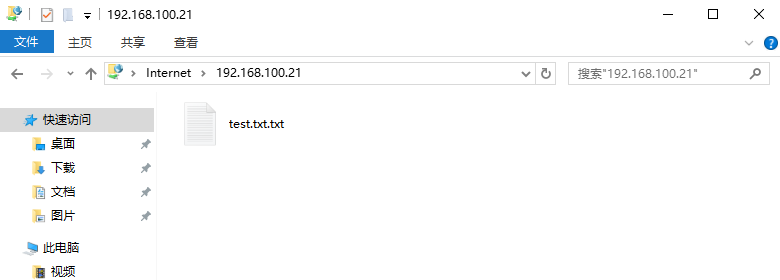 192.168.100.21
文件 主页 共享 查看
Internet 192.168.100.21 搜索"192.168.100.21"
快速访问
test.txt.txt
桌面
下载
文档
图片
此电脑
视频